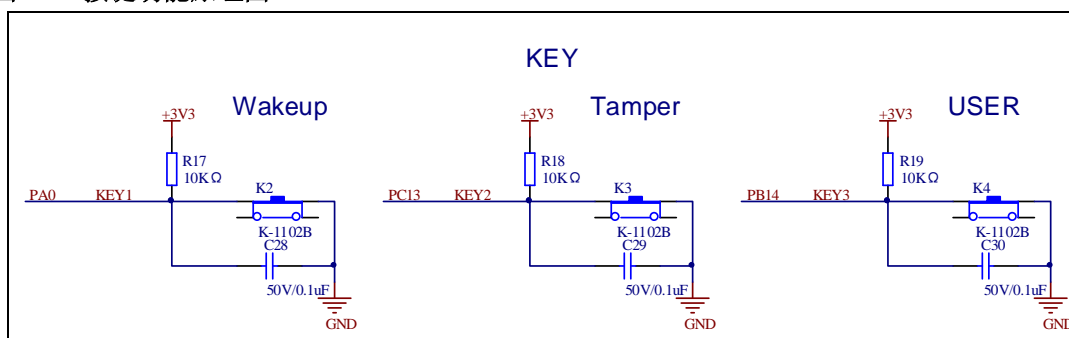 KEY
Wakeup
Tamper
USER
+3V3
+3V3
+3V3
R17
10KΩ
R18
10KΩ
R19
10KΩ
PA0 KEY1 K2
PC13 KEY2 K3
PB14 KEY3 K4
K-1102B
K-1102B
K-1102B
C28
C29
C30
50V/0.1uF
50V/0.1uF
50V/0.1uF
GND
GND
GND